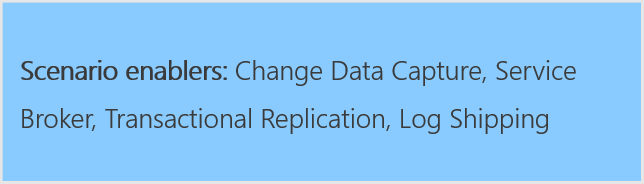 Scenario enablers: Change Data Capture, Service
Broker, Transactional Replication, Log Shipping